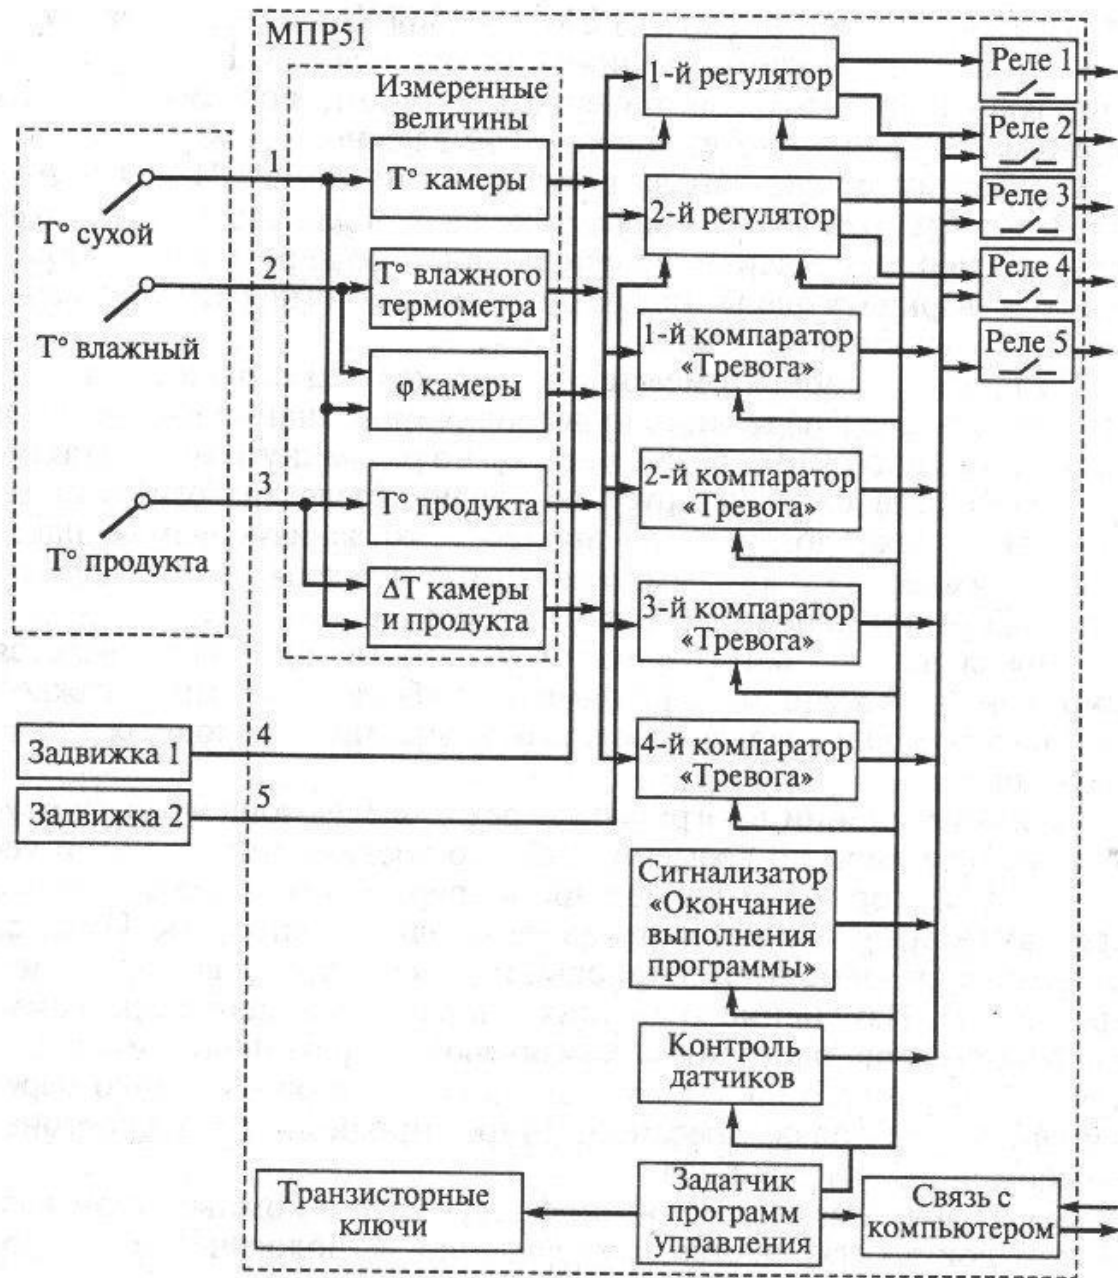 МПР51
Измеренные
величины
1
Т° камеры
Т° сухой
2
Т° влажного
термометра
Т° влажный
φ камеры
3
Т° продукта
Т° продукта
ΔТ камеры
и продукта
4
Задвижка 1
5
Задвижка 2
1-й регулятор
2-й регулятор
1-й компаратор
«Тревога»
2-й компаратор
«Тревога»
3-й компаратор
«Тревога»
4-й компаратор
«Тревога»
Сигнализатор
«Окончание
выполнения
программы»
Контроль
датчиков
Задатчик
программ
управления
Транзисторные
ключи
Связь с
компьютером
Реле 1
Реле 2
Реле 3
Реле 4
Реле 5